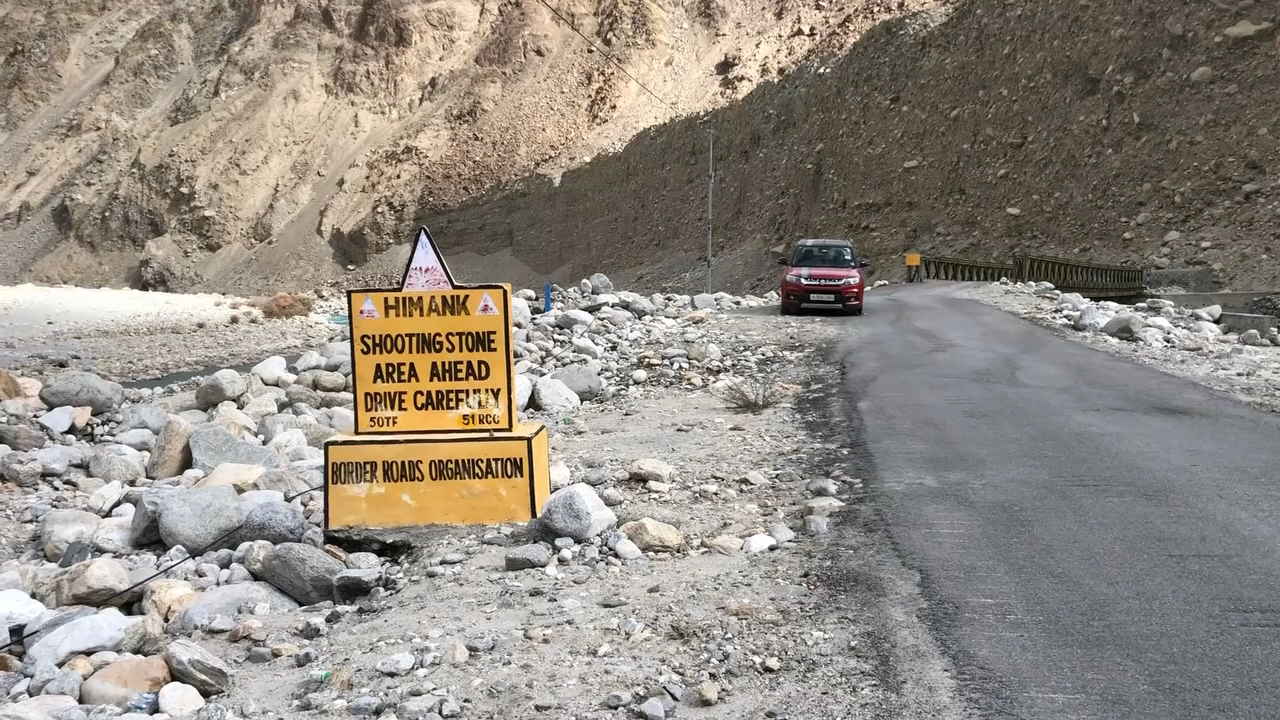 HIMANK
SHOOTING STONE
AREA AHEAD
DRIVE CAREFULLY
50TF 51 RCC
BORDER ROADS ORGANISATION